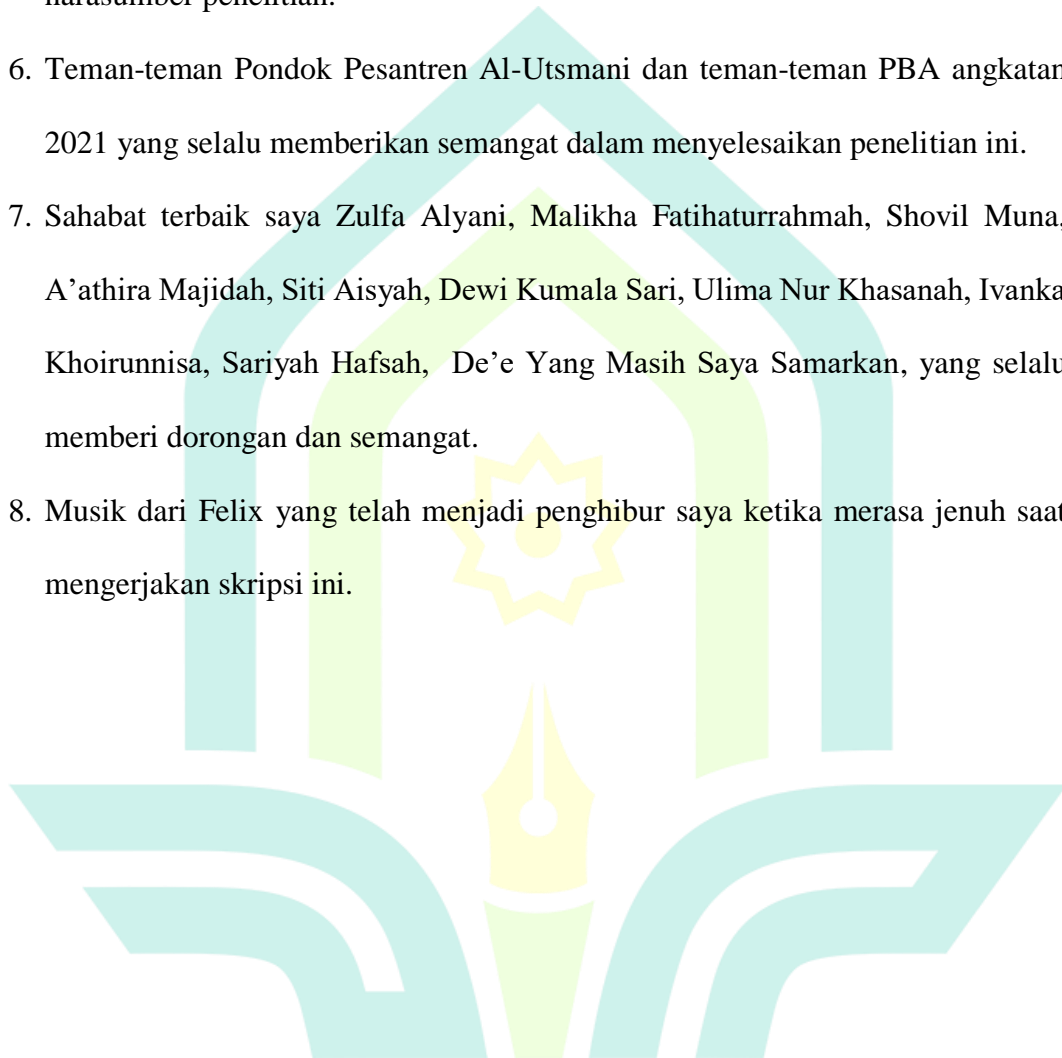 narasumber penelitian.
6. Teman-teman Pondok Pesantren Al-Utsmani dan teman-teman PBA angkatan
2021 yang selalu memberikan semangat dalam menyelesaikan penelitian ini.
7. Sahabat terbaik saya Zulfa Alyani, Malikha Fatihaturrahmah, Shovil Muna,
A’athira Majidah, Siti Aisyah, Dewi Kumala Sari, Ulima Nur Khasanah, Ivanka
Khoirunnisa, Sariyah Hafsah, De’e Yang Masih Saya Samarkan, yang selalu
memberi dorongan dan semangat.
8. Musik dari Felix yang telah menjadi penghibur saya ketika merasa jenuh saat
mengerjakan skripsi ini.